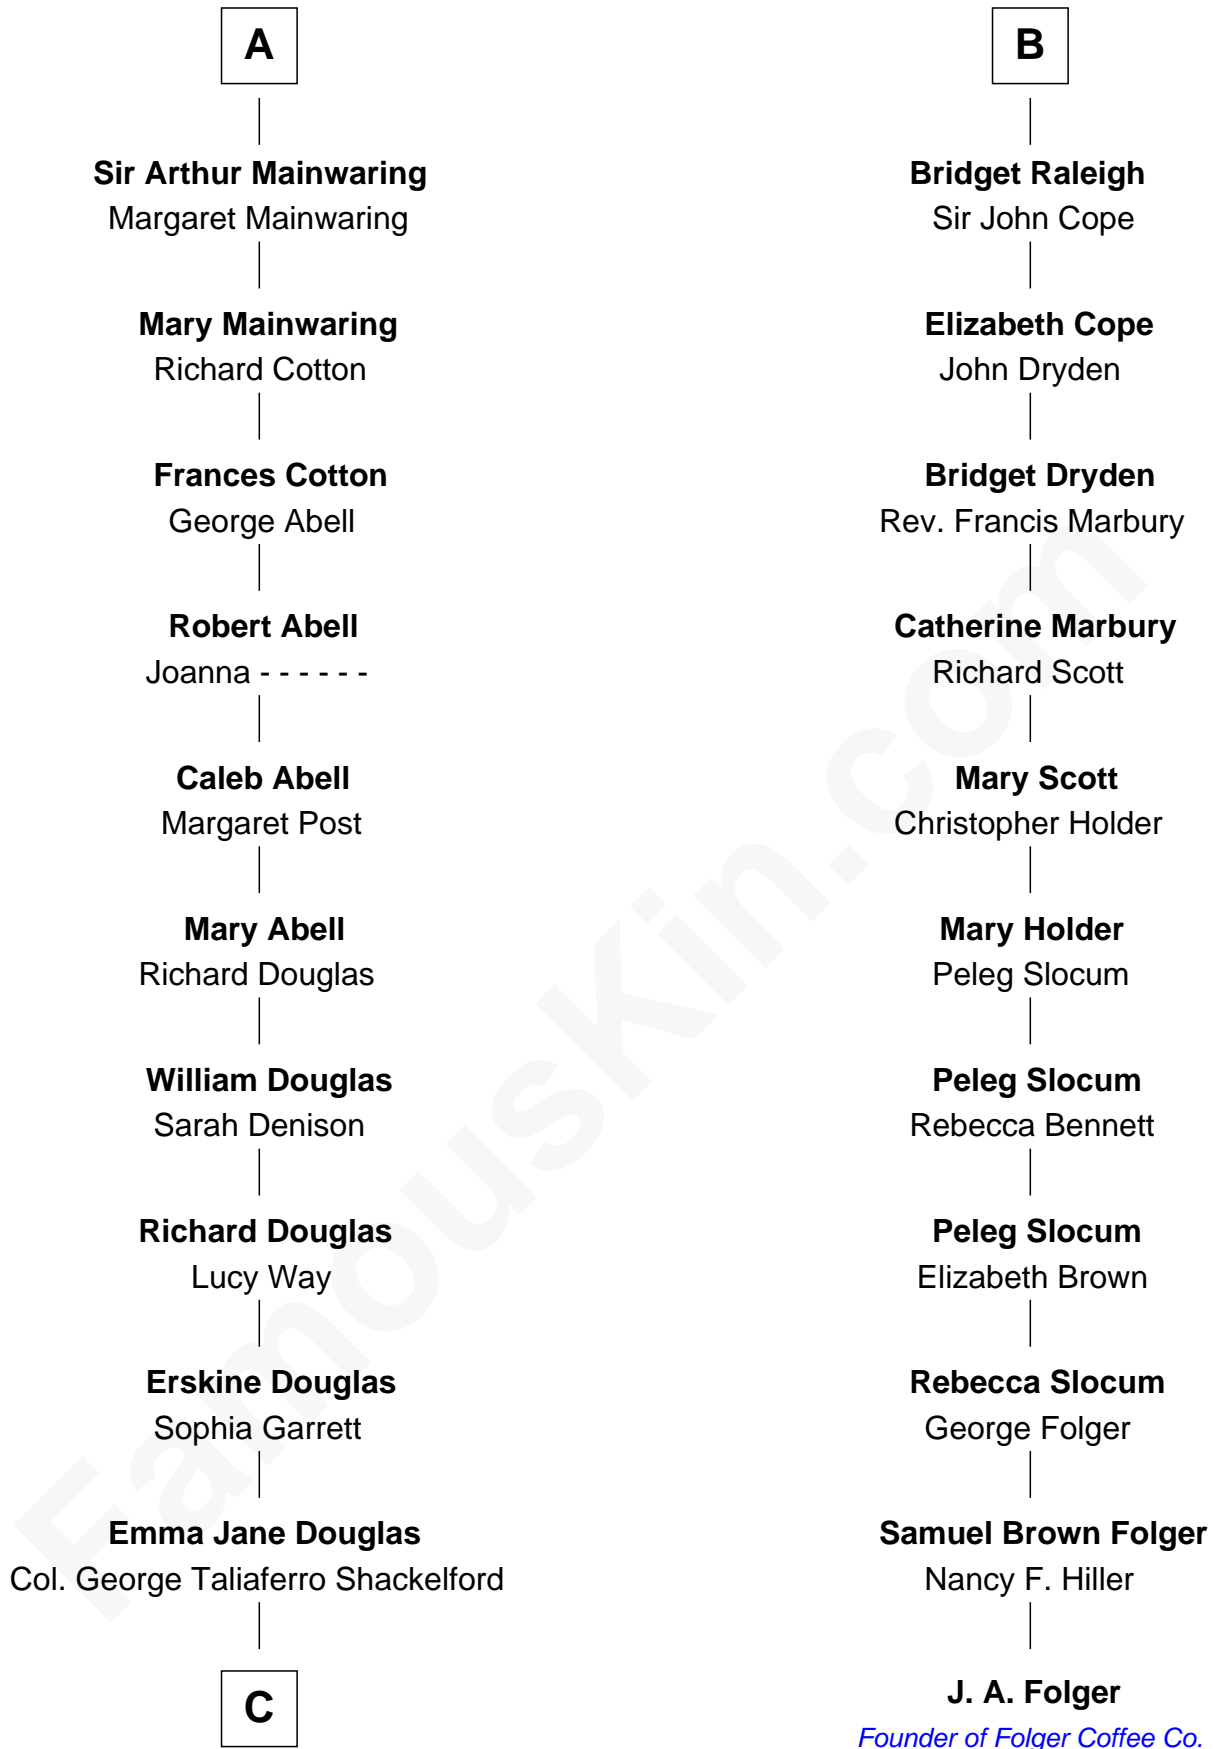 A
Sir Arthur Mainwaring
Margaret Mainwaring
Mary Mainwaring
Richard Cotton
Frances Cotton
George Abell
Robert Abell
Joanna - - - - - -
Caleb Abell
Margaret Post
Mary Abell
Richard Douglas
William Douglas
Sarah Denison
Richard Douglas
Lucy Way
Erskine Douglas
Sophia Garrett
Emma Jane Douglas
Col. George Taliaferro Shackelford
C
B
Bridget Raleigh
Sir John Cope
Elizabeth Cope
John Dryden
Bridget Dryden
Rev. Francis Marbury
Catherine Marbury
Richard Scott
Mary Scott
Christopher Holder
Mary Holder
Peleg Slocum
Peleg Slocum
Rebecca Bennett
Peleg Slocum
Elizabeth Brown
Rebecca Slocum
George Folger
Samuel Brown Folger
Nancy F. Hiller
J. A. Folger
Founder of Folger Coffee Co.
FamousKin.com